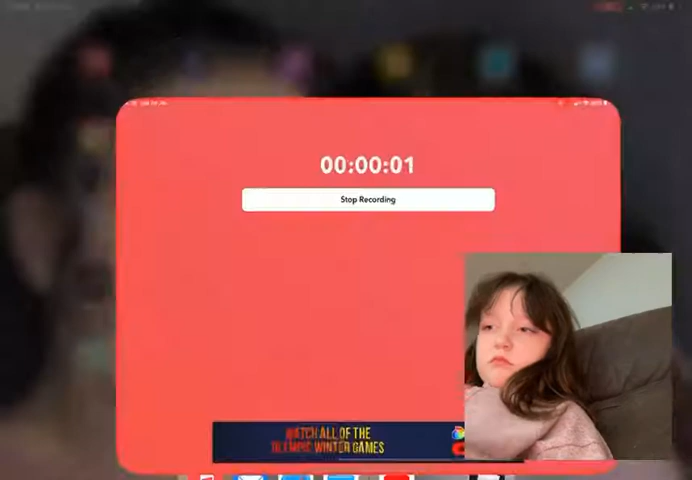 00:00:01
Stop Recording
WATCH ALL OF THE
OLYMPIC WINTER GAMES